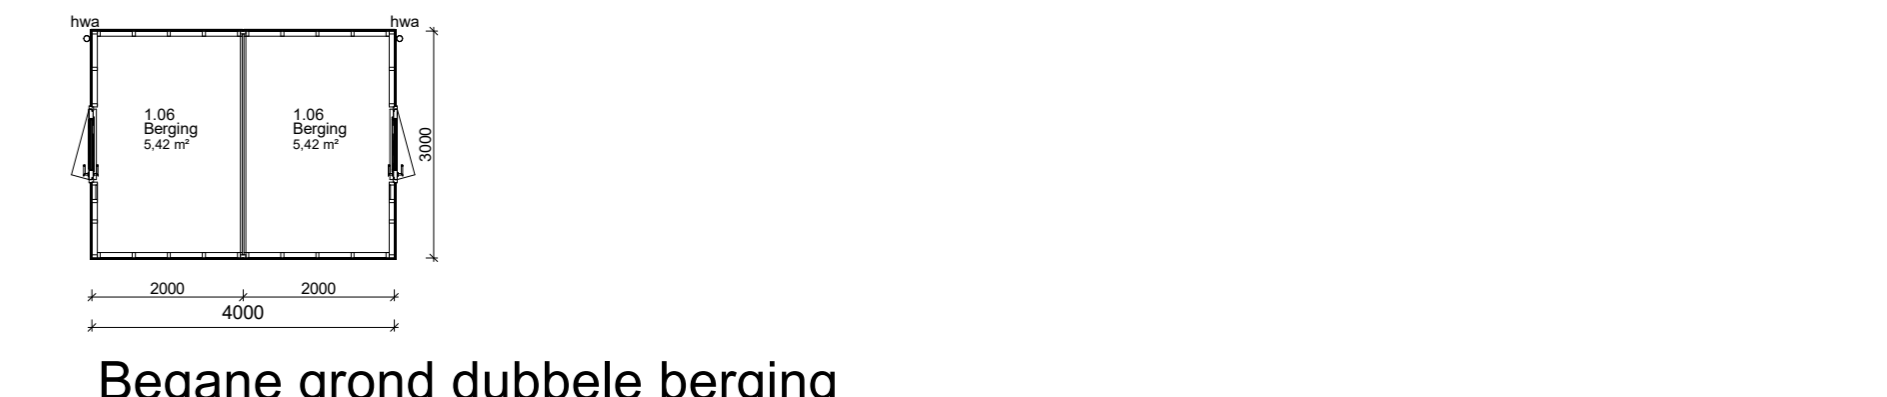 hwa hwa
1.06 1.06
Berging Berging
5,42 m² 5,42 m²
3000
2000 2000
4000
Begane grond dubbele berging